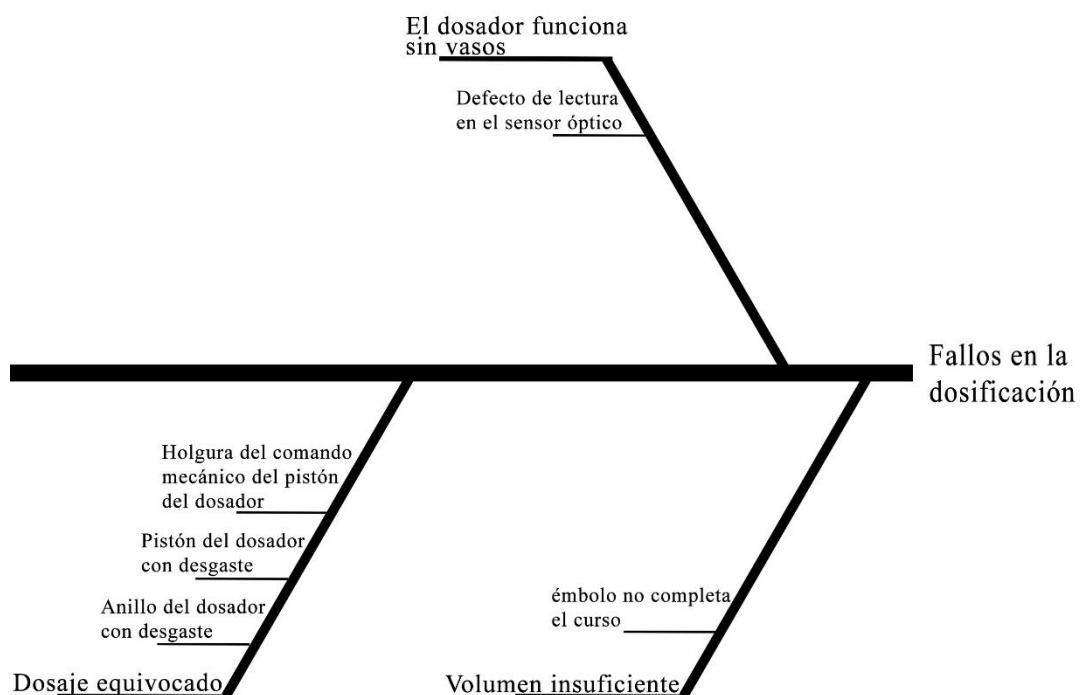 El dosador funciona
sin vasos
Defecto de lectura
en el sensor óptico
Fallos en la
dosificación
Holgura del comando
mecánico del pistón
del dosador
Pistón del dosador
con desgaste
Anillo del dosador
con desgaste
Dosaje equivocado
émbolo no completa
el curso
Volumen insuficiente